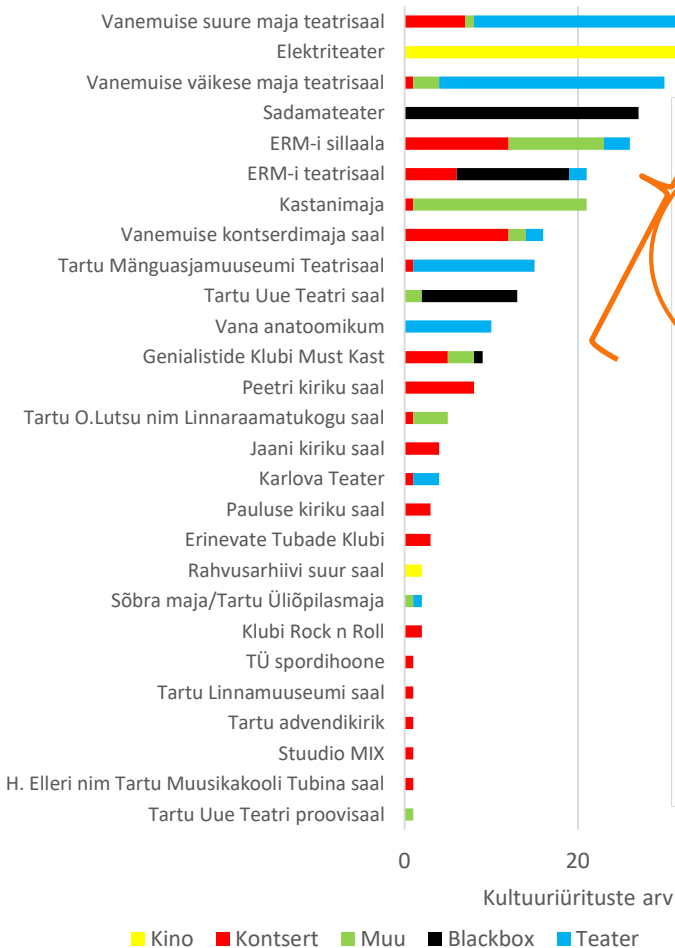 Vanemuise suure maja teatrisaal
Elektriteater
Vanemuise väikese maja teatrisaal
Sadamateater
ERM-i sillaala
ERM-i teatrisaal
Kastanimaja
Vanemuise kontserdimaja saal
Tartu Mänguasjamuuseumi Teatrisaal
Tartu Uue Teatri saal
Vana anatoomikum
Genialistide Klubi Must Kast
Peetri kiriku saal
Tartu O.Lutsu nim Linnaraamatukogu saal
Jaani kiriku saal
Karlova Teater
Pauluse kiriku saal
Erinevate Tubade Klubi
Rahvusarhiivi suur saal
Sõbra maja/Tartu Üliõpilasmaja
Klubi Rock n Roll
TÜ spordihoone
Tartu Linnamuuseumi saal
Tartu advendikirik
Stuudio MIX
H. Elleri nim Tartu Muusikakooli Tubina saal
Tartu Uue Teatri proovisaal
0 20
Kultuuriürituste arv
Kino Kontsert Muu Blackbox Teater